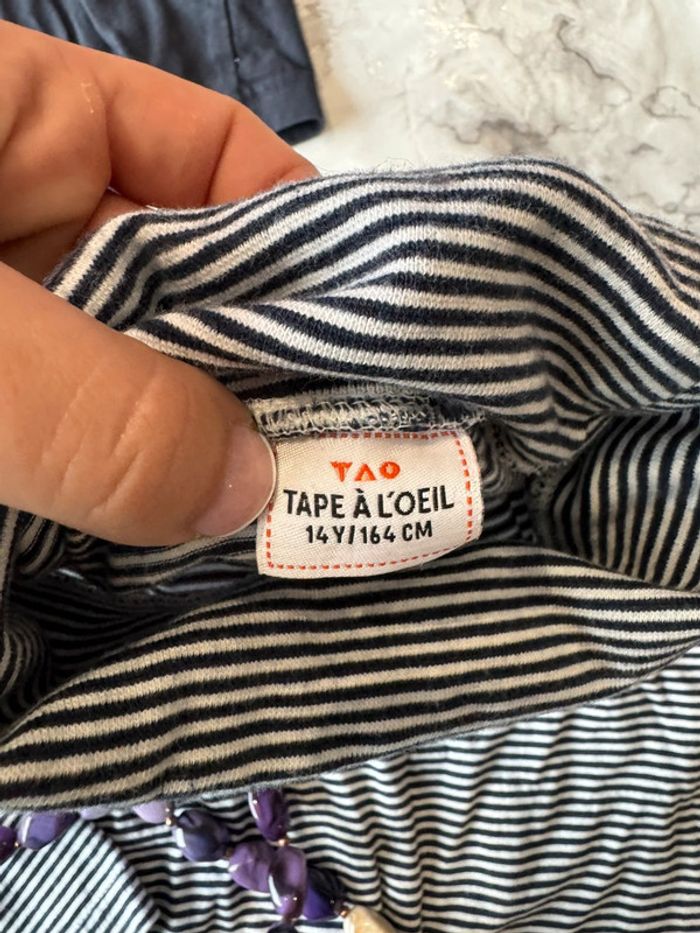 TAO
TAPE À L'OEIL
14Y/164 CM